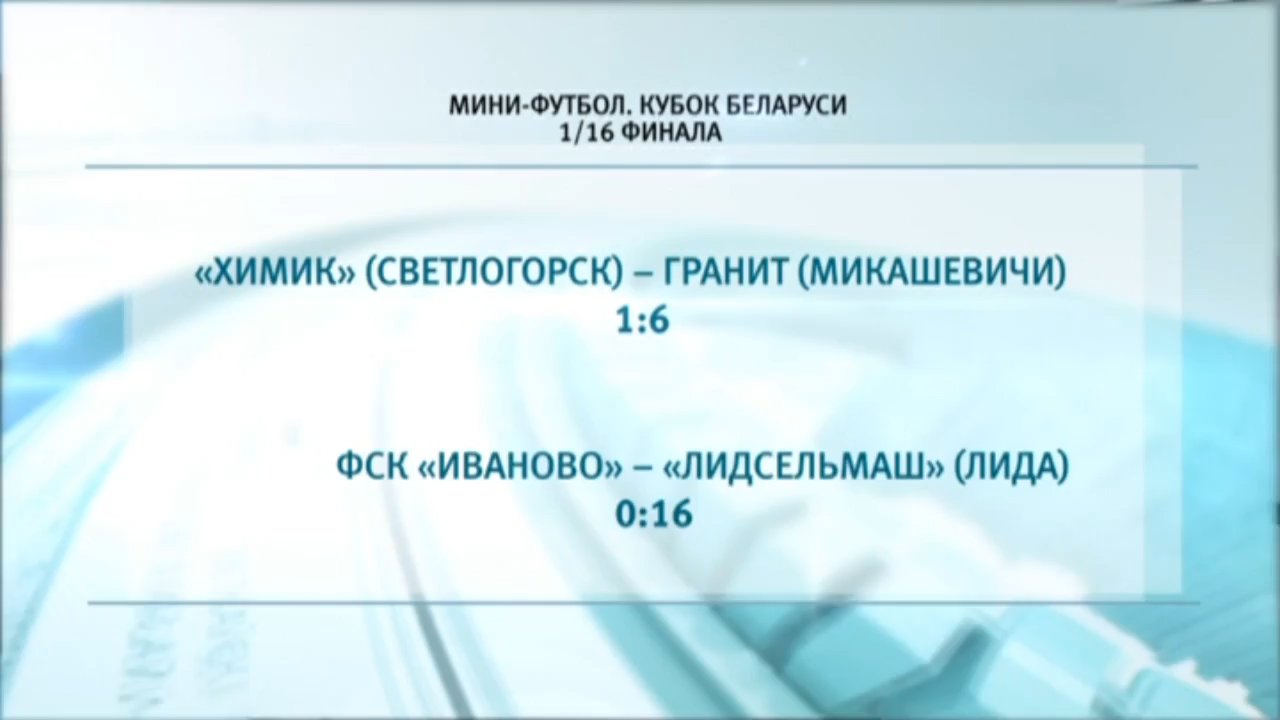 МИНИ-ФУТБОЛ. КУБОК БЕЛАРУСИ
1/16 ФИНАЛА
«ХИМИК» (СВЕТЛОГОРСК) – ГРАНИТ (МИКАШЕВИЧИ)
1:6
ФСК «ИВАНОВО» – «ЛИДСЕЛЬМАШ» (ЛИДА)
0:16